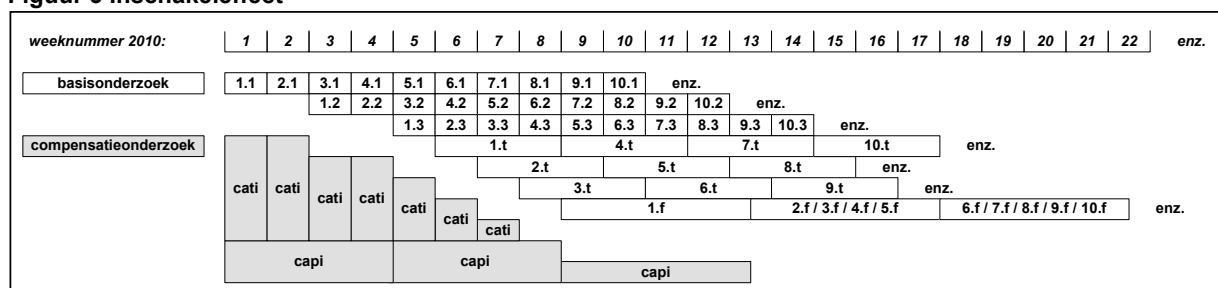 Figuur 3 Inschakeleffect
weeknummer 2010: 1 2 3 4 5 6 7 8 9 10 11 12 13 14 15 16 17 18 19 20 21 22 enz.
basisonderzoek 1.1 2.1 3.1 4.1 5.1 6.1 7.1 8.1 9.1 10.1 enz.
1.2 2.2 3.2 4.2 5.2 6.2 7.2 8.2 9.2 10.2 enz.
1.3 2.3 3.3 4.3 5.3 6.3 7.3 8.3 9.3 10.3 enz.
compensatieonderzoek 1.t 4.t 7.t 10.t enz.
2.t 5.t 8.t enz.
cati cati cati cati cati 3.t 6.t 9.t enz.
cati 1.f 2.f / 3.f / 4.f / 5.f 6.f / 7.f / 8.f / 9.f / 10.f enz.
cati
capi capi capi